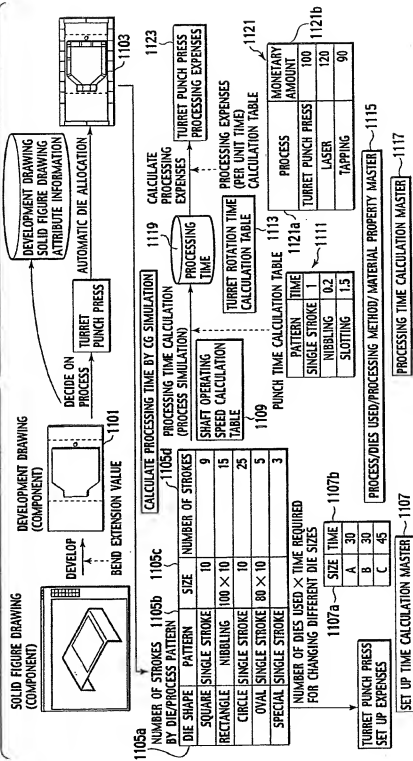 SOLID FIGURE DRAWING
(COMPONENT)
DEVELOP
BEND EXTENSION VALUE
DEVELOPMENT DRAWING
(COMPONENT)
1101
DECIDE ON
PROCESS
TURRET
PUNCH PRESS
DEVELOPMENT DRAWING
SOLID FIGURE DRAWING
ATTRIBUTE INFORMATION
AUTOMATIC DIE ALLOCATION
1103
1105a
NUMBER OF STROKES
BY DIE/PROCESS PATTERN
1105b
1105c
1105d
DIE SHAPE PATTERN SIZE NUMBER OF STROKES
SQUARE SINGLE STROKE 10 9
RECTANGLE NIBBLING 100 × 10 15
CIRCLE SINGLE STROKE 10 25
OVAL SINGLE STROKE 80 × 10 5
SPECIAL SINGLE STROKE 3
NUMBER OF DIES USED × TIME REQUIRED
FOR CHANGING DIFFERENT DIE SIZES
1107a
1107b
SIZE TIME
A 30
B 30
C 45
TURRET PUNCH PRESS
SET UP EXPENSES
SET UP TIME CALCULATION MASTER
1107
CALCULATE PROCESSING TIME BY CG SIMULATION
PROCESSING TIME CALCULATION
(PROCESS SIMULATION)
SHAFT OPERATING
SPEED CALCULATION
TABLE
1109
1119
PROCESSING
TIME
TURRET ROTATION TIME
CALCULATION TABLE
1113
PUNCH TIME CALCULATION TABLE
PATTERN TIME
SINGLE STROKE 1
NIBBLING 0.2
SLOTTING 1.5
1111
CALCULATE
PROCESSING
EXPENSES
TURRET PUNCH PRESS
PROCESSING EXPENSES
1123
PROCESSING EXPENSES
(PER UNIT TIME)
CALCULATION TABLE
1121
1121a
1121b
PROCESS MONETARY AMOUNT
TURRET PUNCH PRESS 100
LASER 120
TAPPING 90
PROCESS/DIES USED/PROCESSING METHOD/ MATERIAL PROPERTY MASTER
1115
PROCESSING TIME CALCULATION MASTER
1117